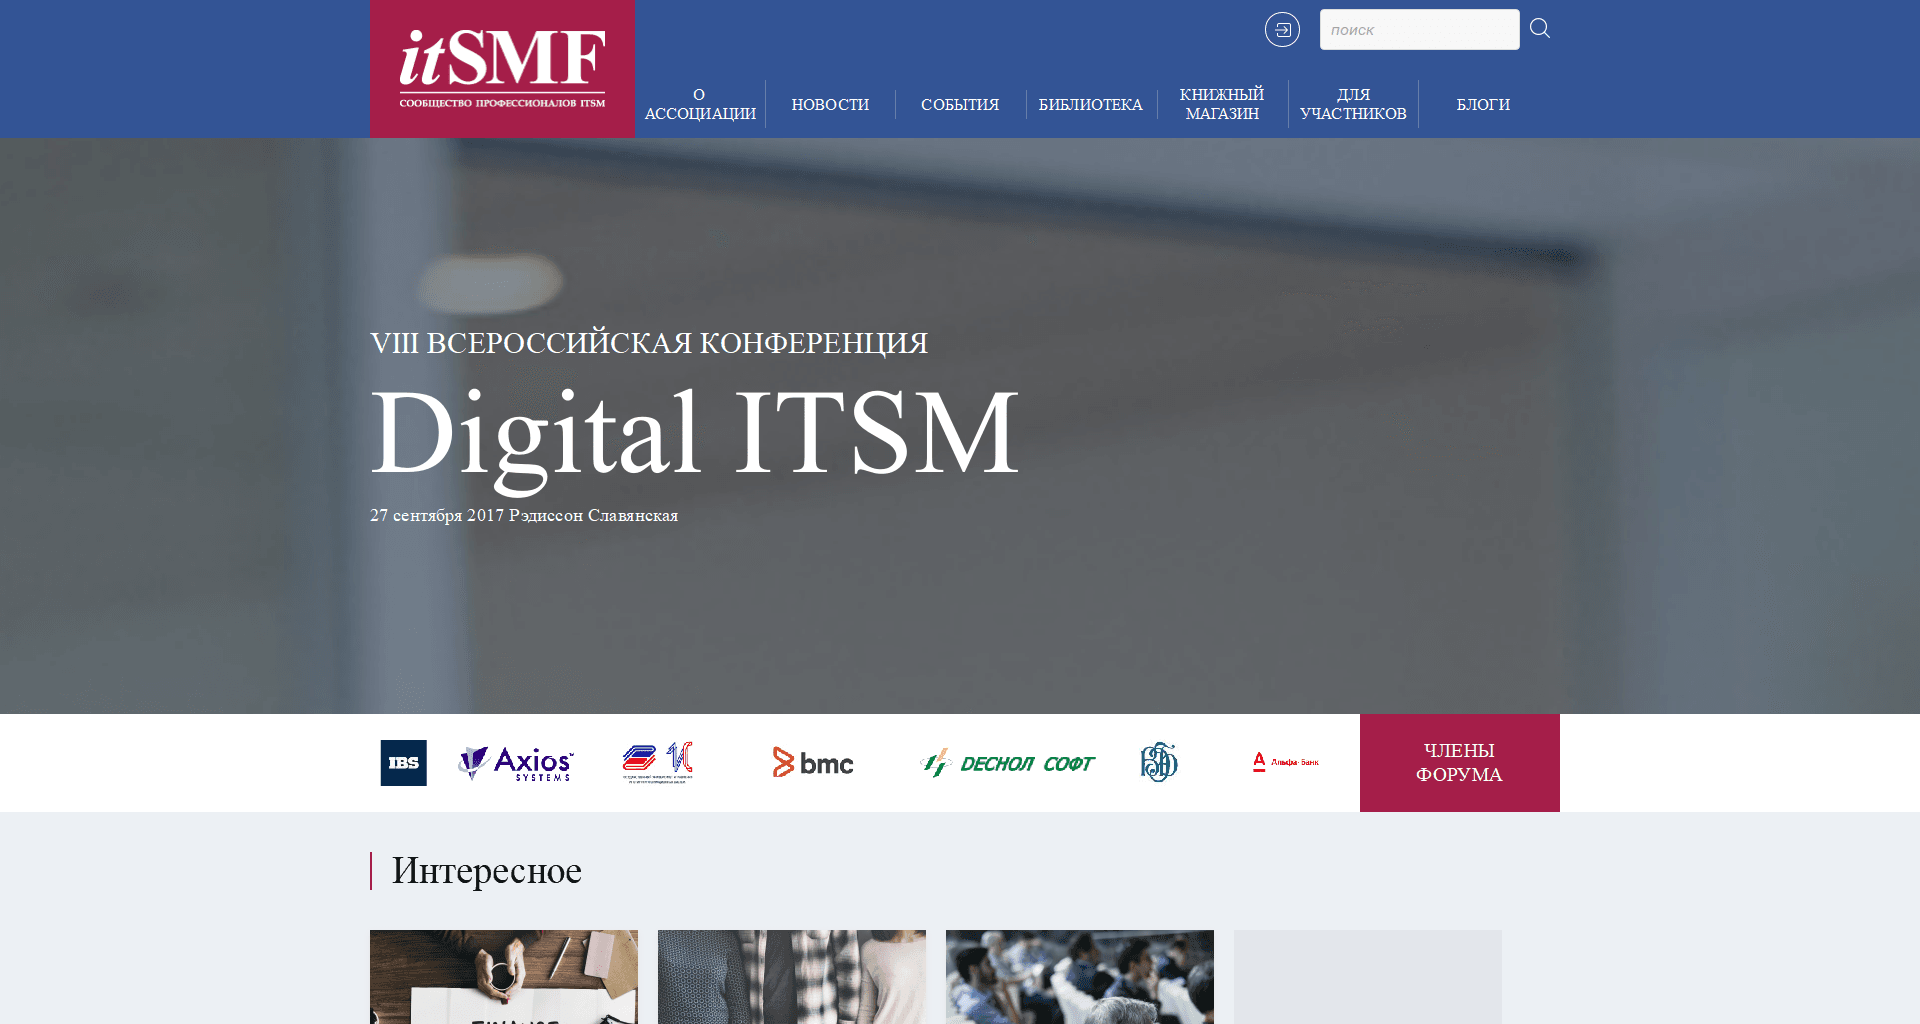 itSMF
СООБЩЕСТВО ПРОФЕССИОНАЛОВ ITSM
поиск
О АССОЦИАЦИИ
НОВОСТИ
СОБЫТИЯ
БИБЛИОТЕКА
КНИЖНЫЙ МАГАЗИН
ДЛЯ УЧАСТНИКОВ
БЛОГИ
VIII ВСЕРОССИЙСКАЯ КОНФЕРЕНЦИЯ
Digital ITSM
27 сентября 2017 Рэдиссон Славянская
IBS
Axios
SYSTEMS
bmc
DЕСНОЛ СОФТ
Альфа·Банк
ЧЛЕНЫ
ФОРУМА
Интересное